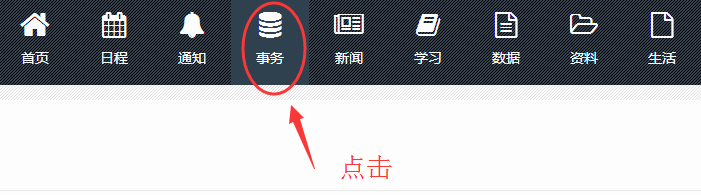 首页 日程 通知 事务 新闻 学习 数据 资料 生活
点击